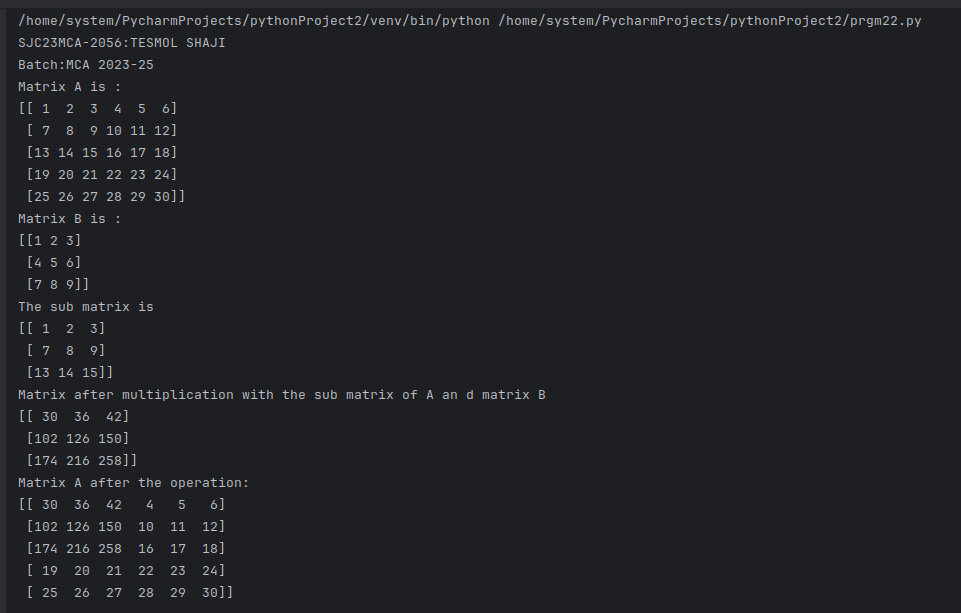 /home/system/PycharmProjects/pythonProject2/venv/bin/python /home/system/PycharmProjects/pythonProject2/prgm22.py
SJC23MCA-2056:TESMOL SHAJI
Batch:MCA 2023-25
Matrix A is :
[[ 1  2  3  4  5  6]
 [ 7  8  9 10 11 12]
 [13 14 15 16 17 18]
 [19 20 21 22 23 24]
 [25 26 27 28 29 30]]
Matrix B is :
[[1 2 3]
 [4 5 6]
 [7 8 9]]
The sub matrix is
[[ 1  2  3]
 [ 7  8  9]
 [13 14 15]]
Matrix after multiplication with the sub matrix of A an d matrix B
[[ 30  36  42]
 [102 126 150]
 [174 216 258]]
Matrix A after the operation:
[[ 30  36  42   4   5   6]
 [102 126 150  10  11  12]
 [174 216 258  16  17  18]
 [ 19  20  21  22  23  24]
 [ 25  26  27  28  29  30]]